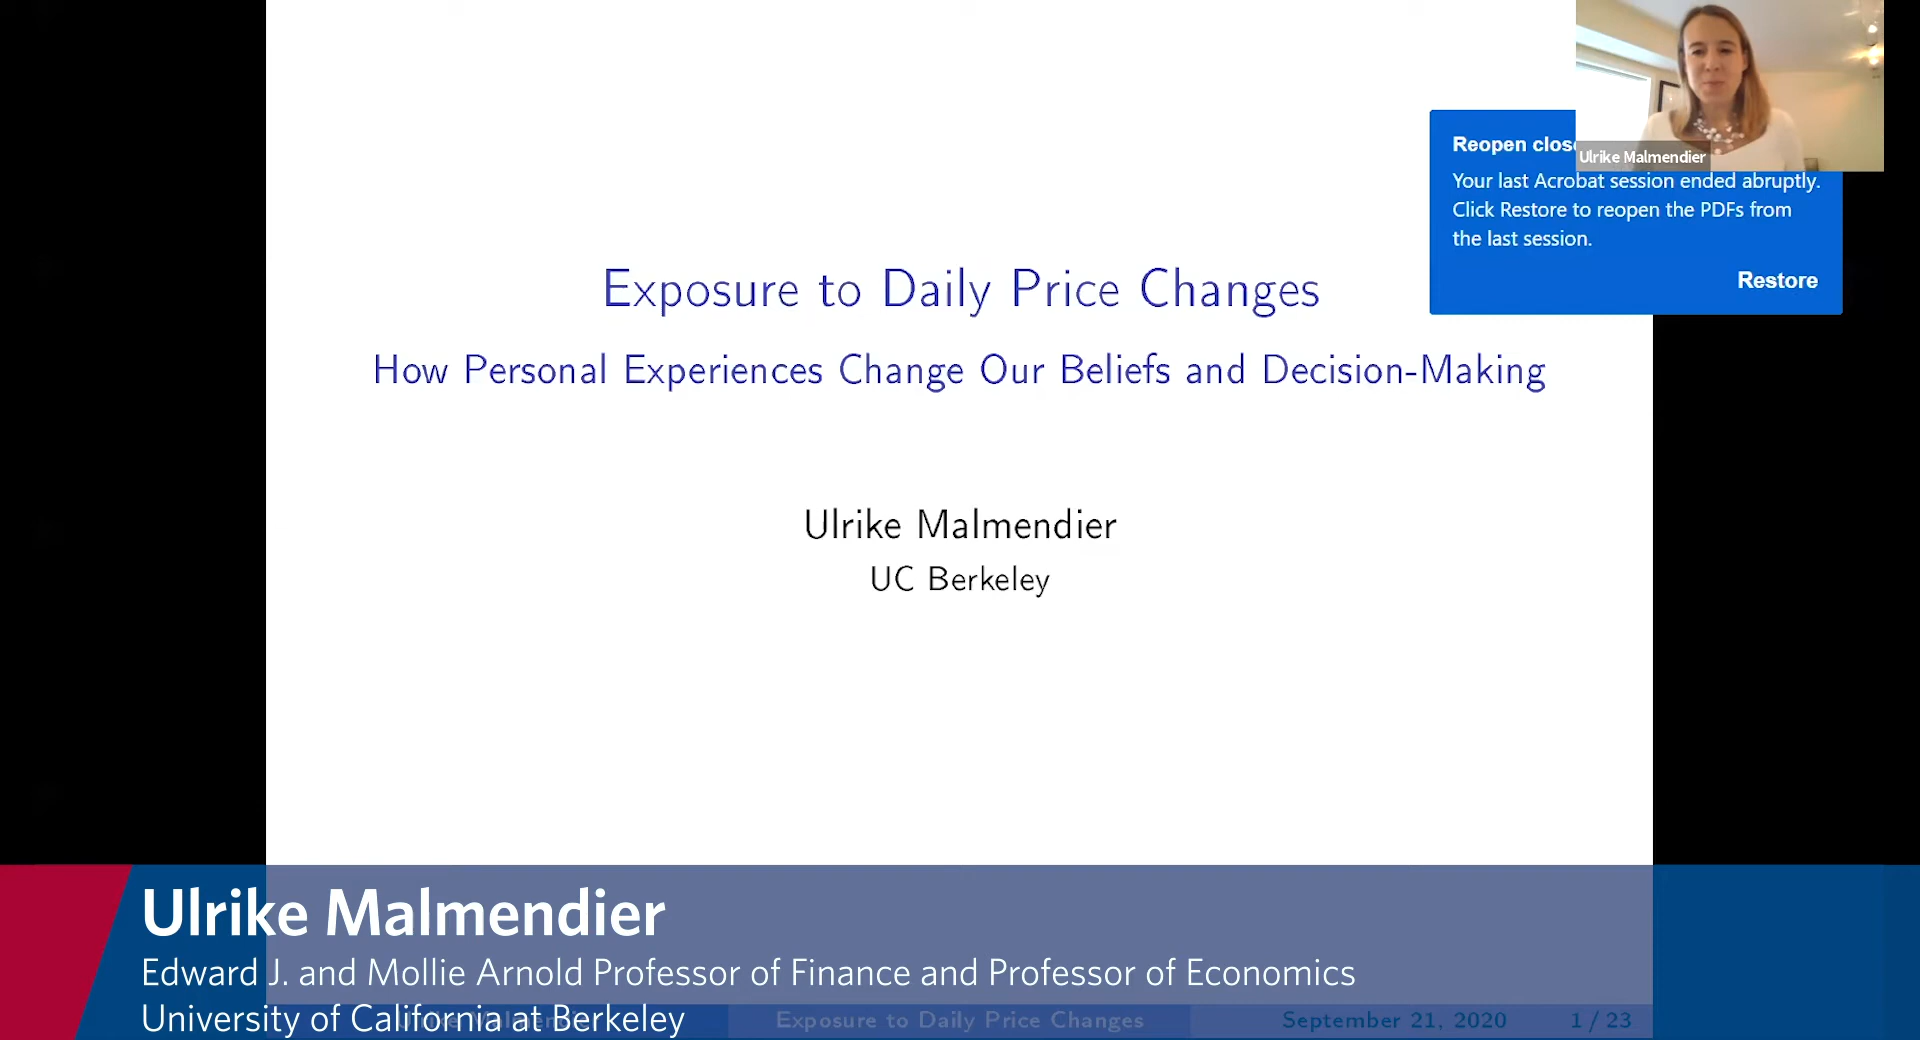 Reopen close
Ulrike Malmendier
Your last Acrobat session ended abruptly.
Click Restore to reopen the PDFs from
the last session.
Restore
Exposure to Daily Price Changes
How Personal Experiences Change Our Beliefs and Decision-Making
Ulrike Malmendier
UC Berkeley
Ulrike Malmendier
Edward J. and Mollie Arnold Professor of Finance and Professor of Economics
University of California at Berkeley
Ulrike Malmendier
Exposure to Daily Price Changes
September 21, 2020
1 / 23